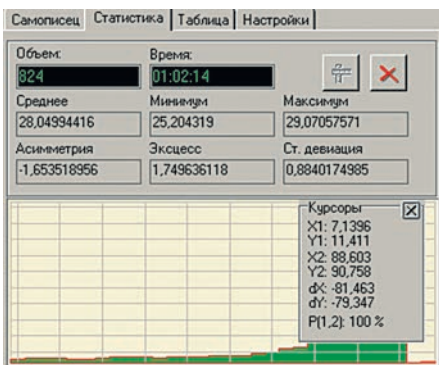 Самописец Статистика Таблица Настройки
Объем: Время:
824 01:02:14
Среднее Минимум Максимум
28,04994416 25,204319 29,07057571
Асимметрия Эксцесс Ст. девиация
-1,653518956 1,749636118 0,8840174985
Курсоры
X1: 7,1396
Y1: 11,411
X2: 88,603
Y2: 90,758
dX: -81,463
dY: -79,347
P(1,2): 100 %